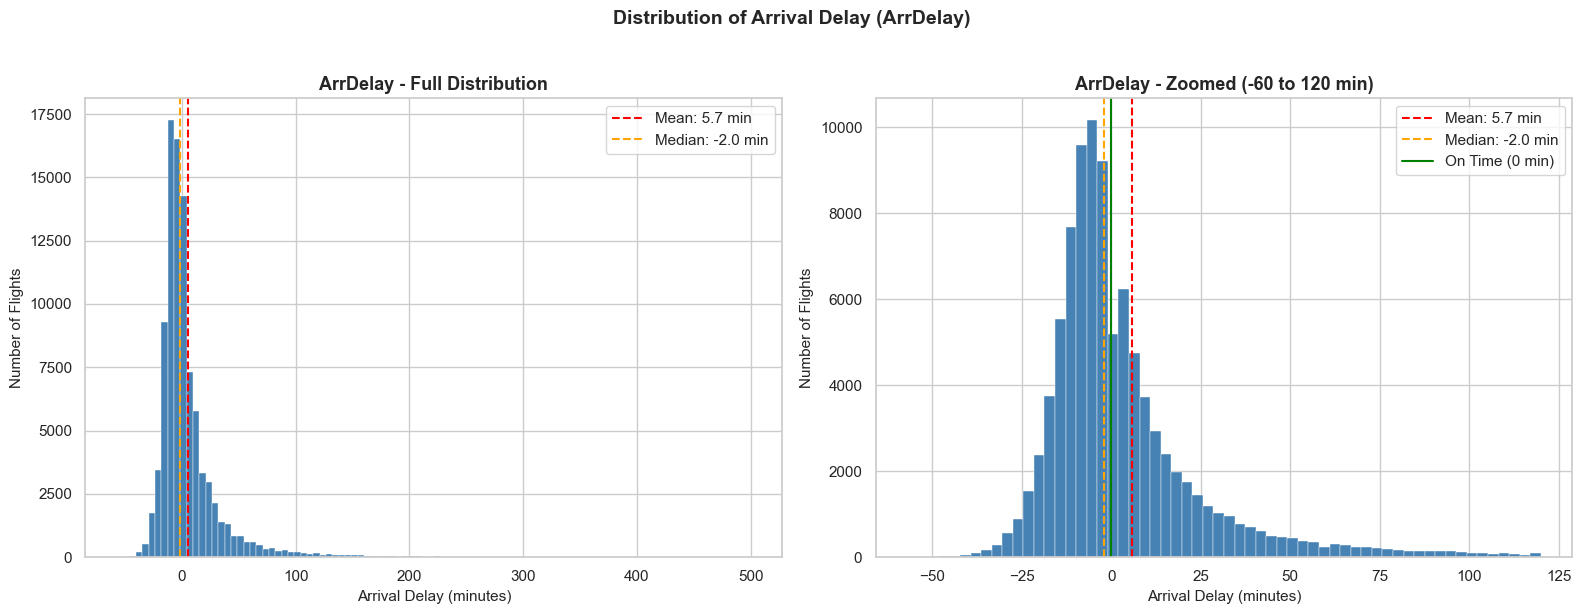 Distribution of Arrival Delay (ArrDelay)
ArrDelay - Full Distribution
Number of Flights
17500
15000
12500
10000
7500
5000
2500
0
Mean: 5.7 min
Median: -2.0 min
0
100
200
300
400
500
Arrival Delay (minutes)
ArrDelay - Zoomed (-60 to 120 min)
Number of Flights
10000
8000
6000
4000
2000
0
Mean: 5.7 min
Median: -2.0 min
On Time (0 min)
−50
−25
0
25
50
75
100
125
Arrival Delay (minutes)